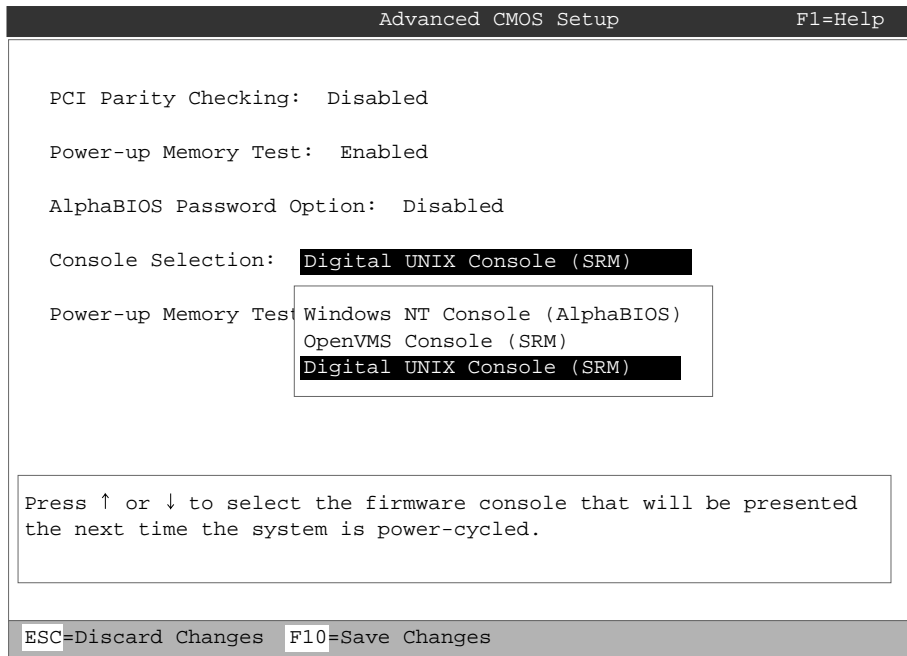 Advanced CMOS Setup F1=Help
PCI Parity Checking: Disabled
Power-up Memory Test: Enabled
AlphaBIOS Password Option: Disabled
Console Selection: Digital UNIX Console (SRM)
Power-up Memory Test
Windows NT Console (AlphaBIOS)
OpenVMS Console (SRM)
Digital UNIX Console (SRM)
Press ↑ or ↓ to select the firmware console that will be presented
the next time the system is power-cycled.
ESC=Discard Changes F10=Save Changes